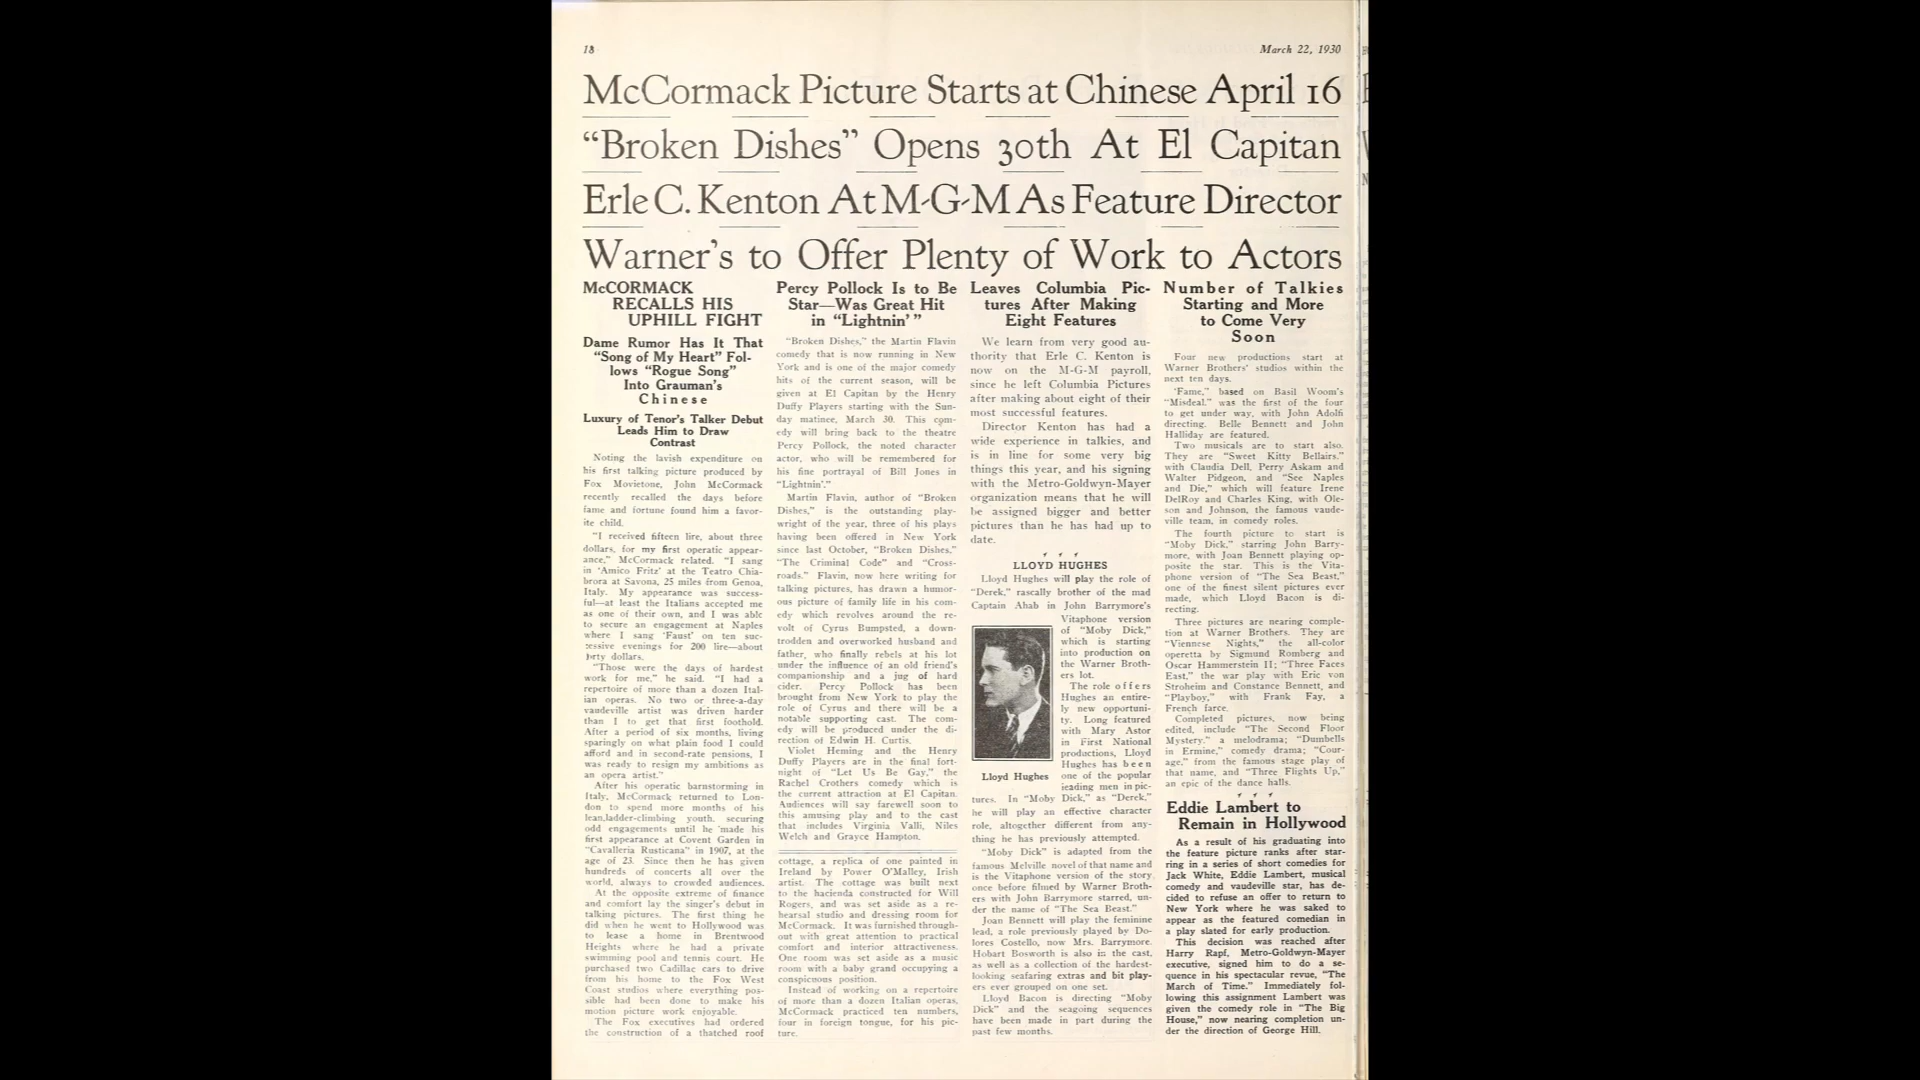 18
March 22, 1930
McCormack Picture Starts at Chinese April 16
“Broken Dishes” Opens 30th At El Capitan
Erle C. Kenton At M-G-M As Feature Director
Warner's to Offer Plenty of Work to Actors
McCORMACK
RECALLS HIS
UPHILL FIGHT
Dame Rumor Has It That
“Song of My Heart” Fol-
lows “Rogue Song”
Into Grauman's
Chinese
Luxury of Tenor's Talker Debut
Leads Him to Draw
Contrast
Noting the lavish expenditure on
his first talking picture produced by
Fox Movietone, John McCormack
recently recalled the days before
fame and fortune found him a favor-
ite child.
“I received fifteen lire, about three
dollars, for my first operatic appear-
ance,” McCormack related. “I sang
in ‘Amico Fritz’ at the Teatro Chia-
brora at Savona, 25 miles from Genoa,
Italy. My appearance was success-
ful—at least the Italians accepted me
as one of their own, and I was able
to secure an engagement at Naples
where I sang ‘Faust’ on ten suc-
cessive evenings for 200 lire—about
forty dollars.
“Those were the days of hardest
work for me,” he said. “I had a
repertoire of more than a dozen Ital-
ian operas. No two or three-a-day
vaudeville artist was driven harder
than I to get that first foothold.
After a period of six months, living
sparingly on what plain food I could
afford and in second-rate pensions, I
was ready to resign my ambitions as
an opera artist.”
After his operatic barnstorming in
Italy, McCormack returned to Lon-
don to spend more months of his
lean,ladder-climbing youth, securing
odd engagements until he made his
first appearance at Covent Garden in
“Cavalleria Rusticana” in 1907, at the
age of 23. Since then he has given
hundreds of concerts all over the
world, always to crowded audiences.
At the opposite extreme of finance
and comfort lay the singer's debut in
talking pictures. The first thing he
did when he went to Hollywood was
to lease a home in Brentwood
Heights where he had a private
swimming pool and tennis court. He
purchased two Cadillac cars to drive
from his home to the Fox West
Coast studios where everything pos-
sible had been done to make his
motion picture work enjoyable.
The Fox executives had ordered
the construction of a thatched roof
Percy Pollock Is to Be
Star—Was Great Hit
in “Lightnin’”
“Broken Dishes,” the Martin Flavin
comedy that is now running in New
York and is one of the major comedy
hits of the current season, will be
given at El Capitan by the Henry
Duffy Players starting with the Sun-
day matinee, March 30. This com-
edy will bring back to the theatre
Percy Pollock, the noted character
actor, who will be remembered for
his fine portrayal of Bill Jones in
“Lightnin’.”
Martin Flavin, author of “Broken
Dishes,” is the outstanding play-
wright of the year, three of his plays
having been offered in New York
since last October, “Broken Dishes,”
“The Criminal Code” and “Cross-
roads.” Flavin, now here writing for
talking pictures, has drawn a humor-
ous picture of family life in his com-
edy which revolves around the re-
volt of Cyrus Bumpsted, a down-
trodden and overworked husband and
father, who finally rebels at his lot
under the influence of an old friend's
companionship and a jug of hard
cider. Percy Pollock has been
brought from New York to play the
role of Cyrus and there will be a
notable supporting cast. The com-
edy will be produced under the di-
rection of Edwin H. Curtis.
Violet Heming and the Henry
Duffy Players are in the final fort-
night of “Let Us Be Gay,” the
Rachel Crothers comedy which is
the current attraction at El Capitan.
Audiences will say farewell soon to
this amusing play and to the cast
that includes Virginia Valli, Niles
Welch and Grayce Hampton.
cottage, a replica of one painted in
Ireland by Power O'Malley, Irish
artist. The cottage was built next
to the hacienda constructed for Will
Rogers, and was set aside as a re-
hearsal studio and dressing room for
McCormack. It was furnished through-
out with great attention to practical
comfort and interior attractiveness.
One room was set aside as a music
room with a baby grand occupying a
conspicuous position.
Instead of working on a repertoire
of more than a dozen Italian operas,
McCormack practiced ten numbers,
four in foreign tongue, for his pic-
ture.
Leaves Columbia Pic-
tures After Making
Eight Features
We learn from very good au-
thority that Erle C. Kenton is
now on the M-G-M payroll,
since he left Columbia Pictures
after making about eight of their
most successful features.
Director Kenton has had a
wide experience in talkies, and
is in line for some very big
things this year, and his signing
with the Metro-Goldwyn-Mayer
organization means that he will
be assigned bigger and better
pictures than he has had up to
date.
LLOYD HUGHES
Lloyd Hughes will play the role of
“Derek,” rascally brother of the mad
Captain Ahab in John Barrymore's
Vitaphone version
of “Moby Dick,”
which is starting
into production on
the Warner Broth-
ers lot.
The role offers
Hughes an entire-
ly new opportuni-
ty. Long featured
with Mary Astor
in First National
productions, Lloyd
Hughes has been
one of the popular
leading men in pic-
Lloyd Hughes
tures. In “Moby Dick,” as “Derek,”
he will play an effective character
role, altogether different from any-
thing he has previously attempted.
“Moby Dick” is adapted from the
famous Melville novel of that name and
is the Vitaphone version of the story
once before filmed by Warner Broth-
ers with John Barrymore starred, un-
der the name of “The Sea Beast.”
Joan Bennett will play the feminine
lead, a role previously played by Do-
lores Costello, now Mrs. Barrymore.
Hobart Bosworth is also in the cast,
as well as a collection of the hardest-
looking seafaring extras and bit play-
ers ever grouped on one set.
Lloyd Bacon is directing “Moby
Dick” and the seagoing sequences
have been made in part during the
past few months.
Number of Talkies
Starting and More
to Come Very
Soon
Four new productions start at
Warner Brothers' studios within the
next ten days.
‘Fame,” based on Basil Woom's
“Misdeal,” was the first of the four
to get under way, with John Adolfi
directing. Belle Bennett and John
Halliday are featured.
Two musicals are to start also.
They are “Sweet Kitty Bellairs,”
with Claudia Dell, Perry Askam and
Walter Pidgeon, and “See Naples
and Die,” which will feature Irene
DelRoy and Charles King, with Ole-
son and Johnson, the famous vaude-
ville team, in comedy roles.
The fourth picture to start is
“Moby Dick,” starring John Barry-
more, with Joan Bennett playing op-
posite the star. This is the Vita-
phone version of “The Sea Beast,”
one of the finest silent pictures ever
made, which Lloyd Bacon is di-
recting.
Three pictures are nearing comple-
tion at Warner Brothers. They are
“Viennese Nights,” the all-color
operetta by Sigmund Romberg and
Oscar Hammerstein II; “Three Faces
East,” the war play with Eric von
Stroheim and Constance Bennett, and
“Playboy,” with Frank Fay, a
French farce.
Completed pictures, now being
edited, include “The Second Floor
Mystery,” a melodrama; “Dumbells
in Ermine,” comedy drama; “Cour-
age,” from the famous stage play of
that name, and “Three Flights Up,”
an epic of the dance halls.
Eddie Lambert to
Remain in Hollywood
As a result of his graduating into
the feature picture ranks after star-
ring in a series of short comedies for
Jack White, Eddie Lambert, musical
comedy and vaudeville star, has de-
cided to refuse an offer to return to
New York where he was saked to
appear as the featured comedian in
a play slated for early production.
This decision was reached after
Harry Rapf, Metro-Goldwyn-Mayer
executive, signed him to do a se-
quence in his spectacular revue, “The
March of Time.” Immediately fol-
lowing this assignment Lambert was
given the comedy role in “The Big
House,” now nearing completion un-
der the direction of George Hill.